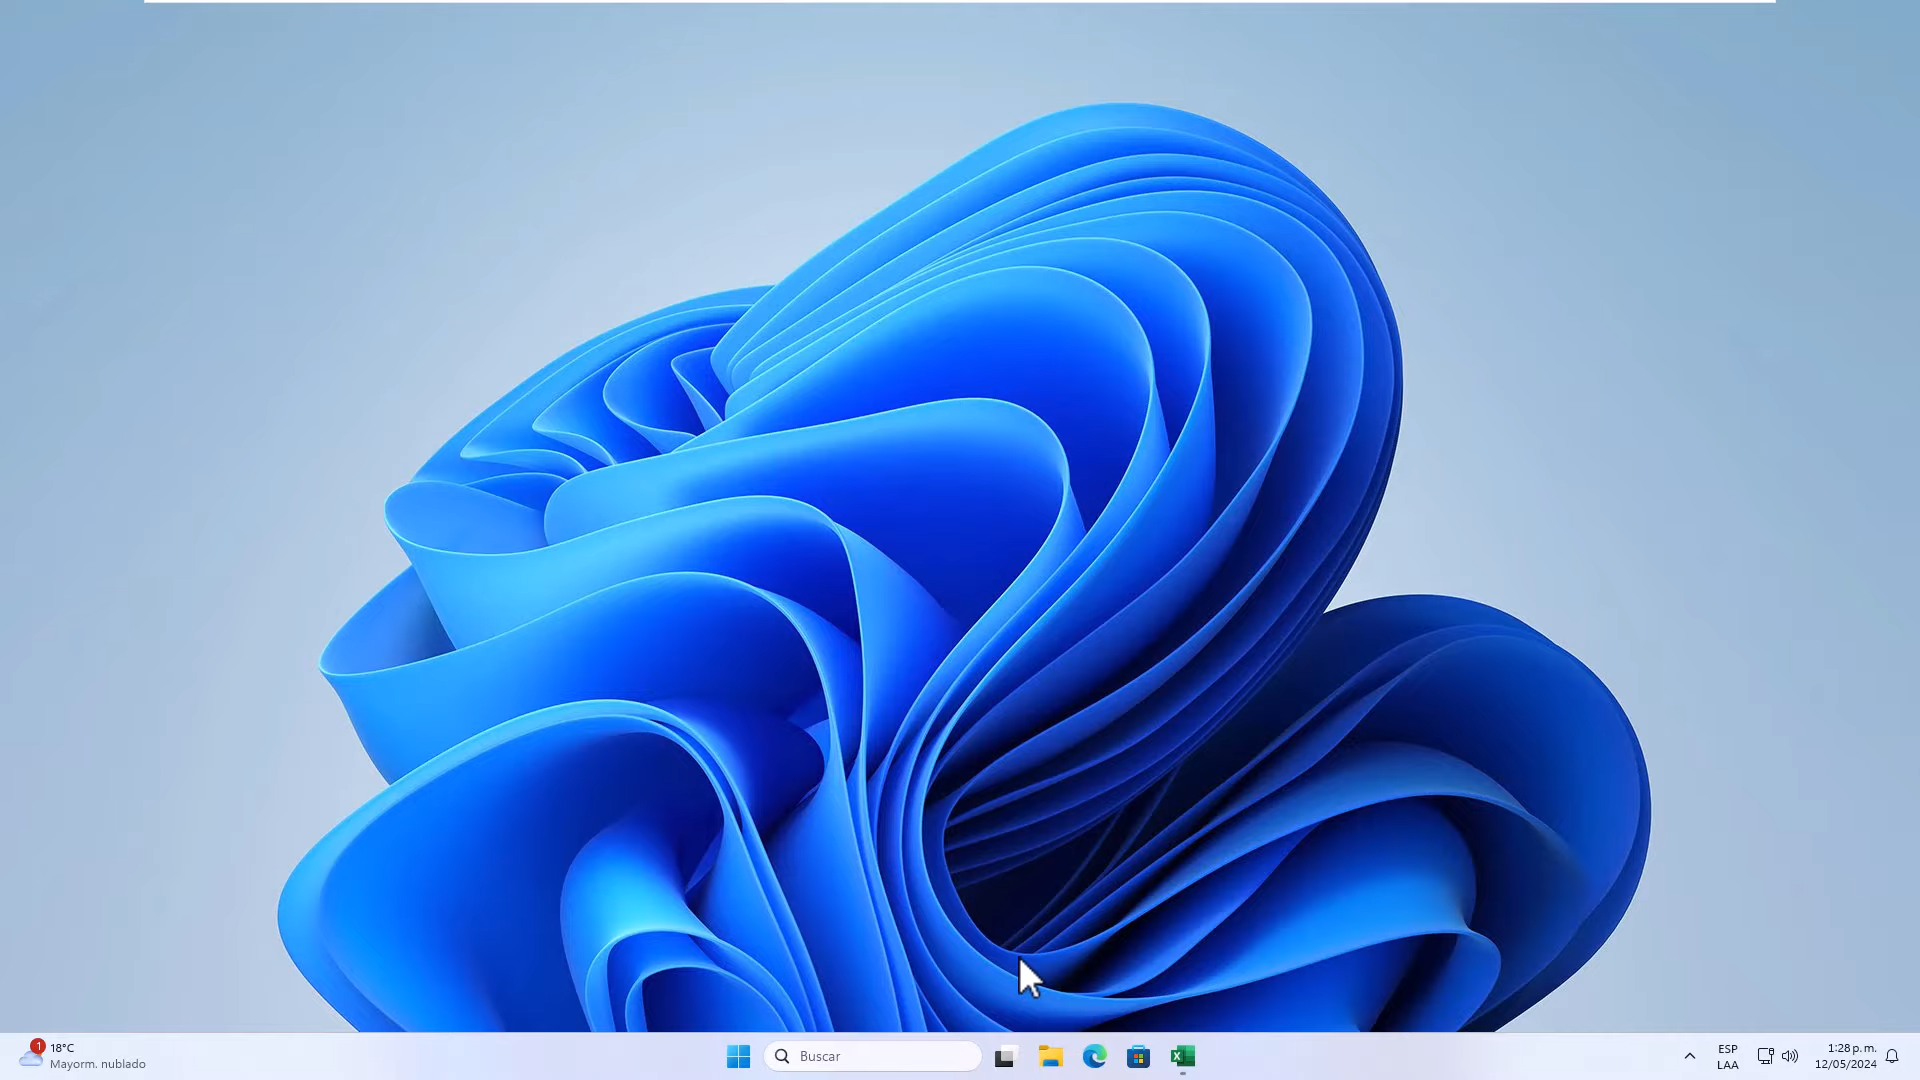 1
18°C
Mayorm. nublado
Buscar
ESP
LAA
1:28 p. m.
12/05/2024